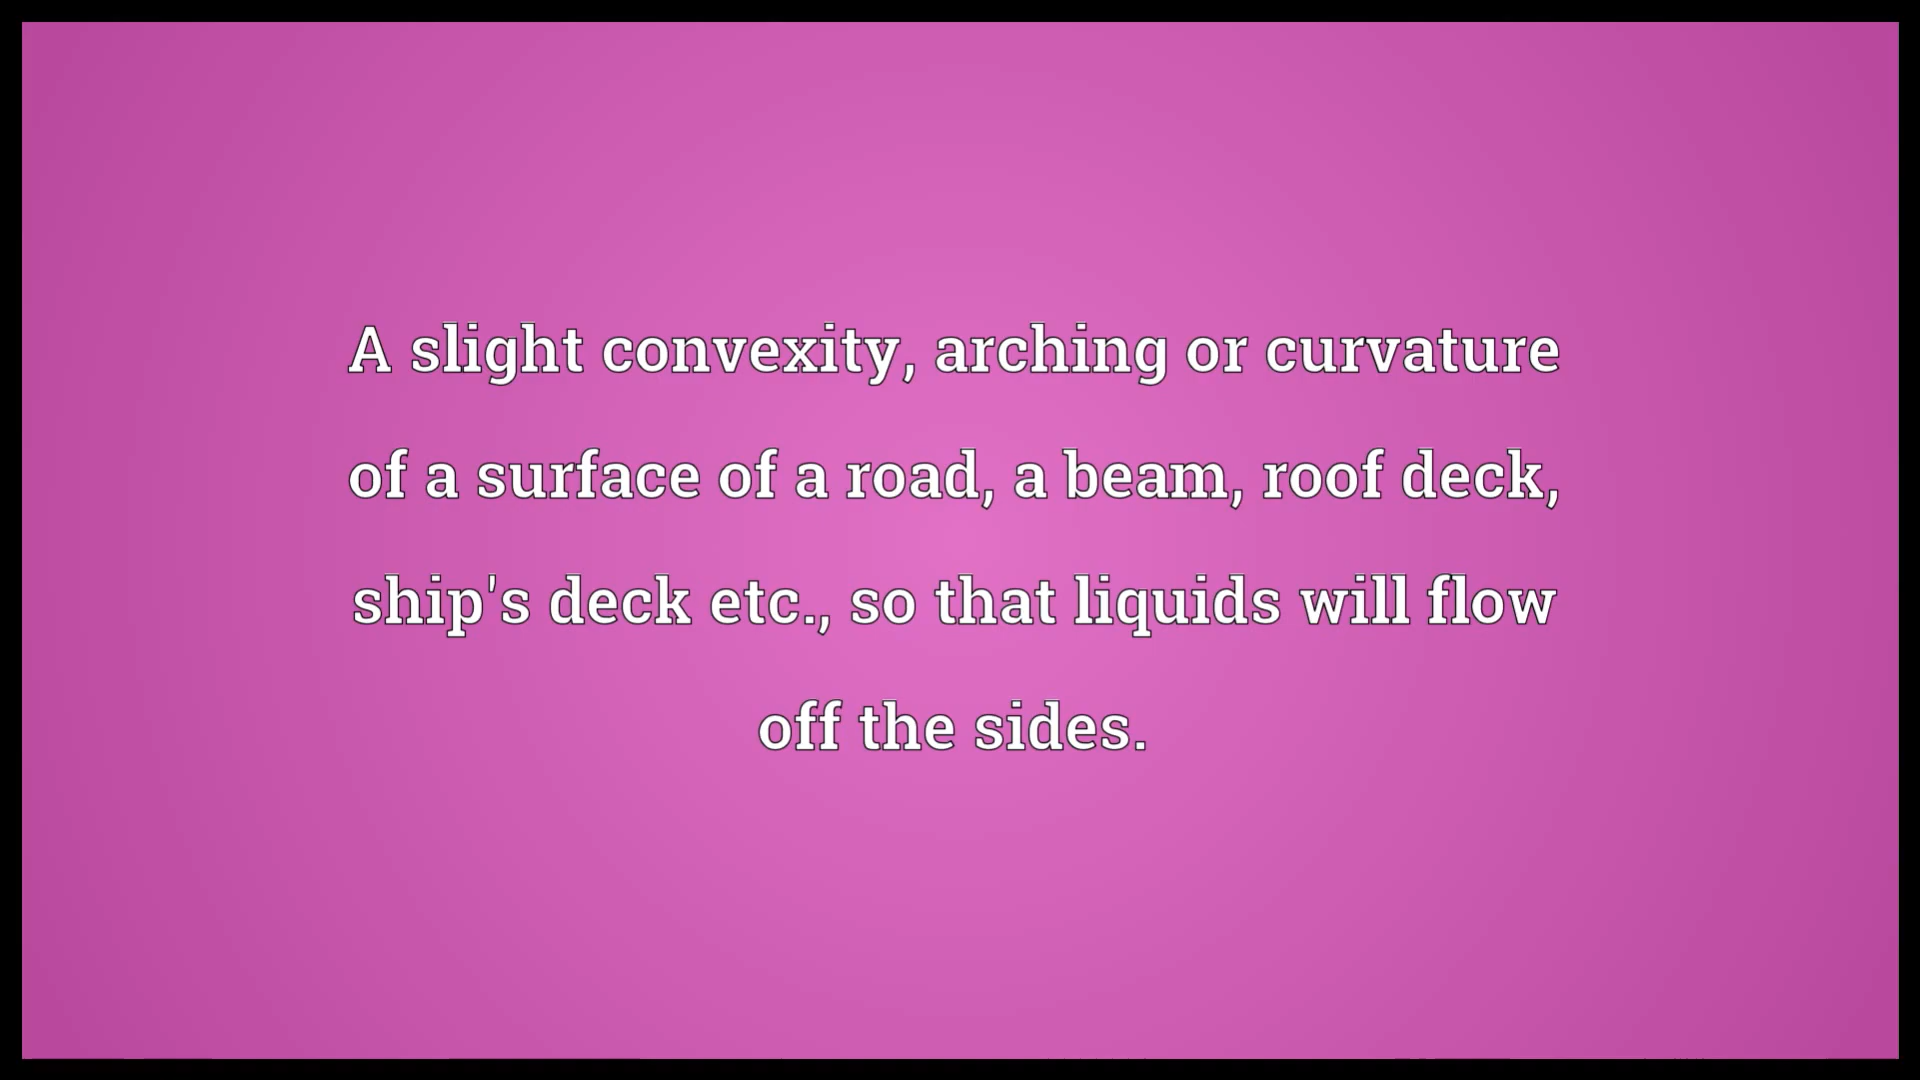 A slight convexity, arching or curvature
of a surface of a road, a beam, roof deck,
ship's deck etc., so that liquids will flow
off the sides.